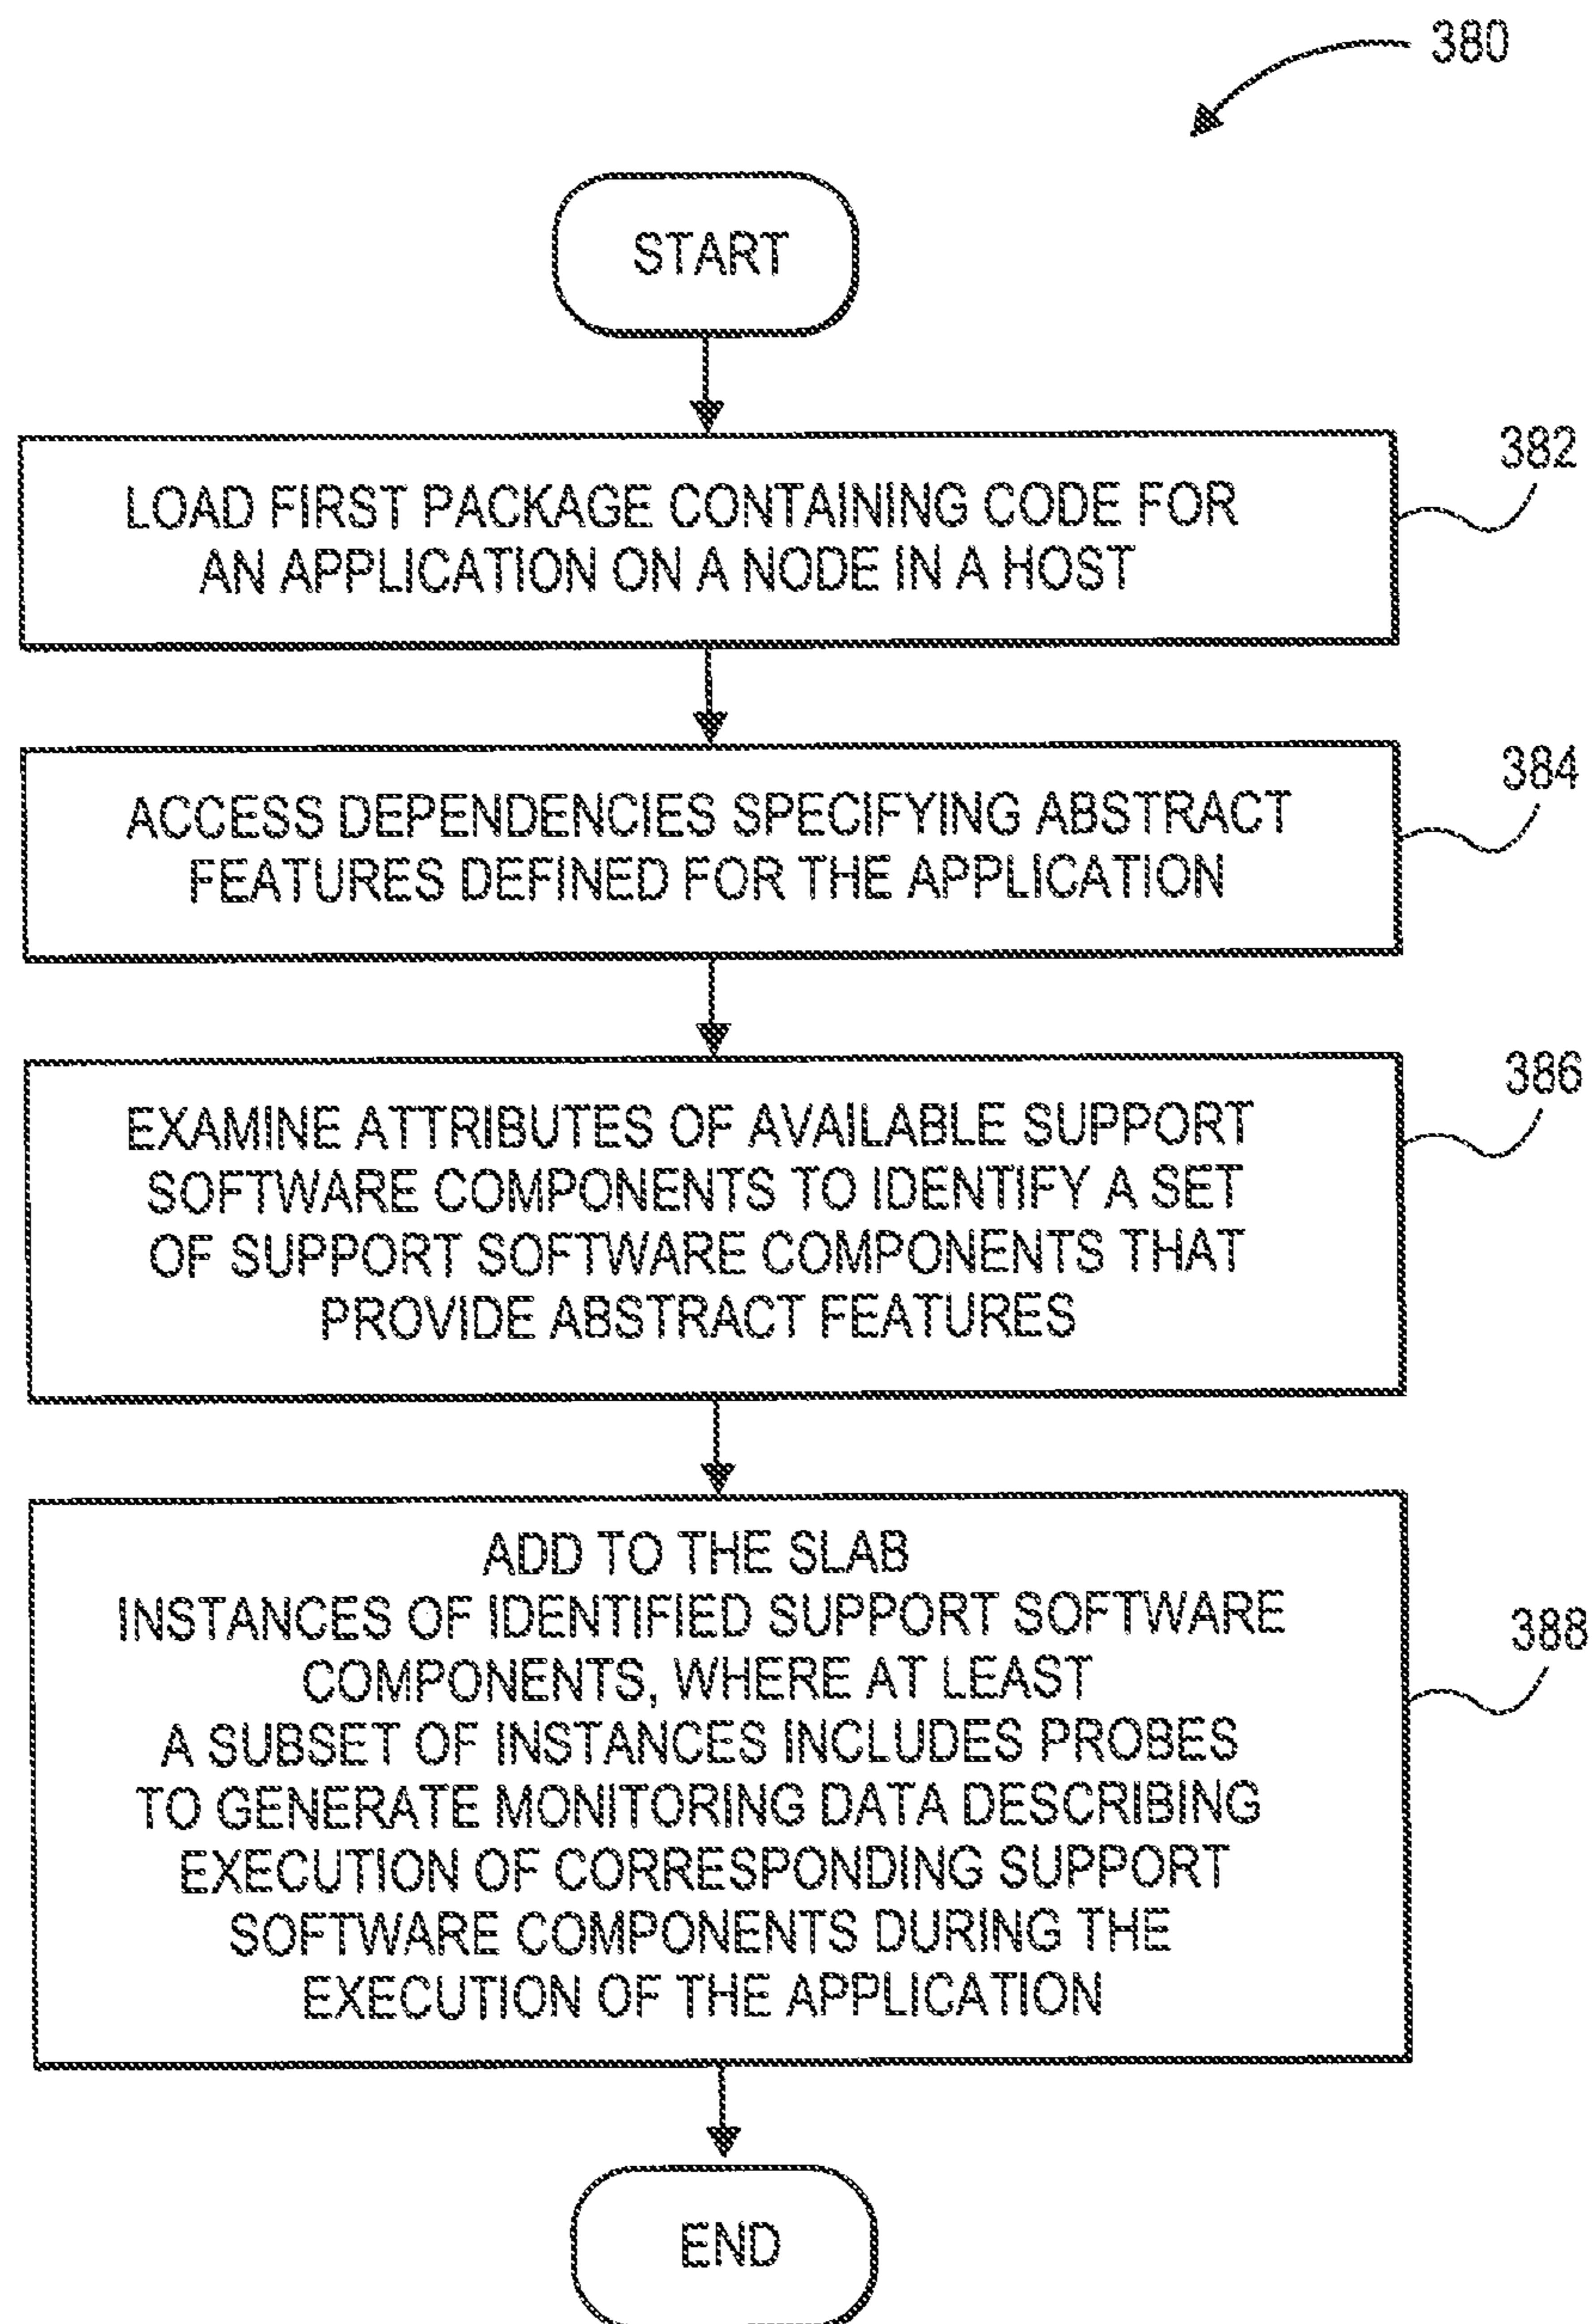 380
START
382
LOAD FIRST PACKAGE CONTAINING CODE FOR
AN APPLICATION ON A NODE IN A HOST
384
ACCESS DEPENDENCIES SPECIFYING ABSTRACT
FEATURES DEFINED FOR THE APPLICATION
386
EXAMINE ATTRIBUTES OF AVAILABLE SUPPORT
SOFTWARE COMPONENTS TO IDENTIFY A SET
OF SUPPORT SOFTWARE COMPONENTS THAT
PROVIDE ABSTRACT FEATURES
388
ADD TO THE SLAB
INSTANCES OF IDENTIFIED SUPPORT SOFTWARE
COMPONENTS, WHERE AT LEAST
A SUBSET OF INSTANCES INCLUDES PROBES
TO GENERATE MONITORING DATA DESCRIBING
EXECUTION OF CORRESPONDING SUPPORT
SOFTWARE COMPONENTS DURING THE
EXECUTION OF THE APPLICATION
END